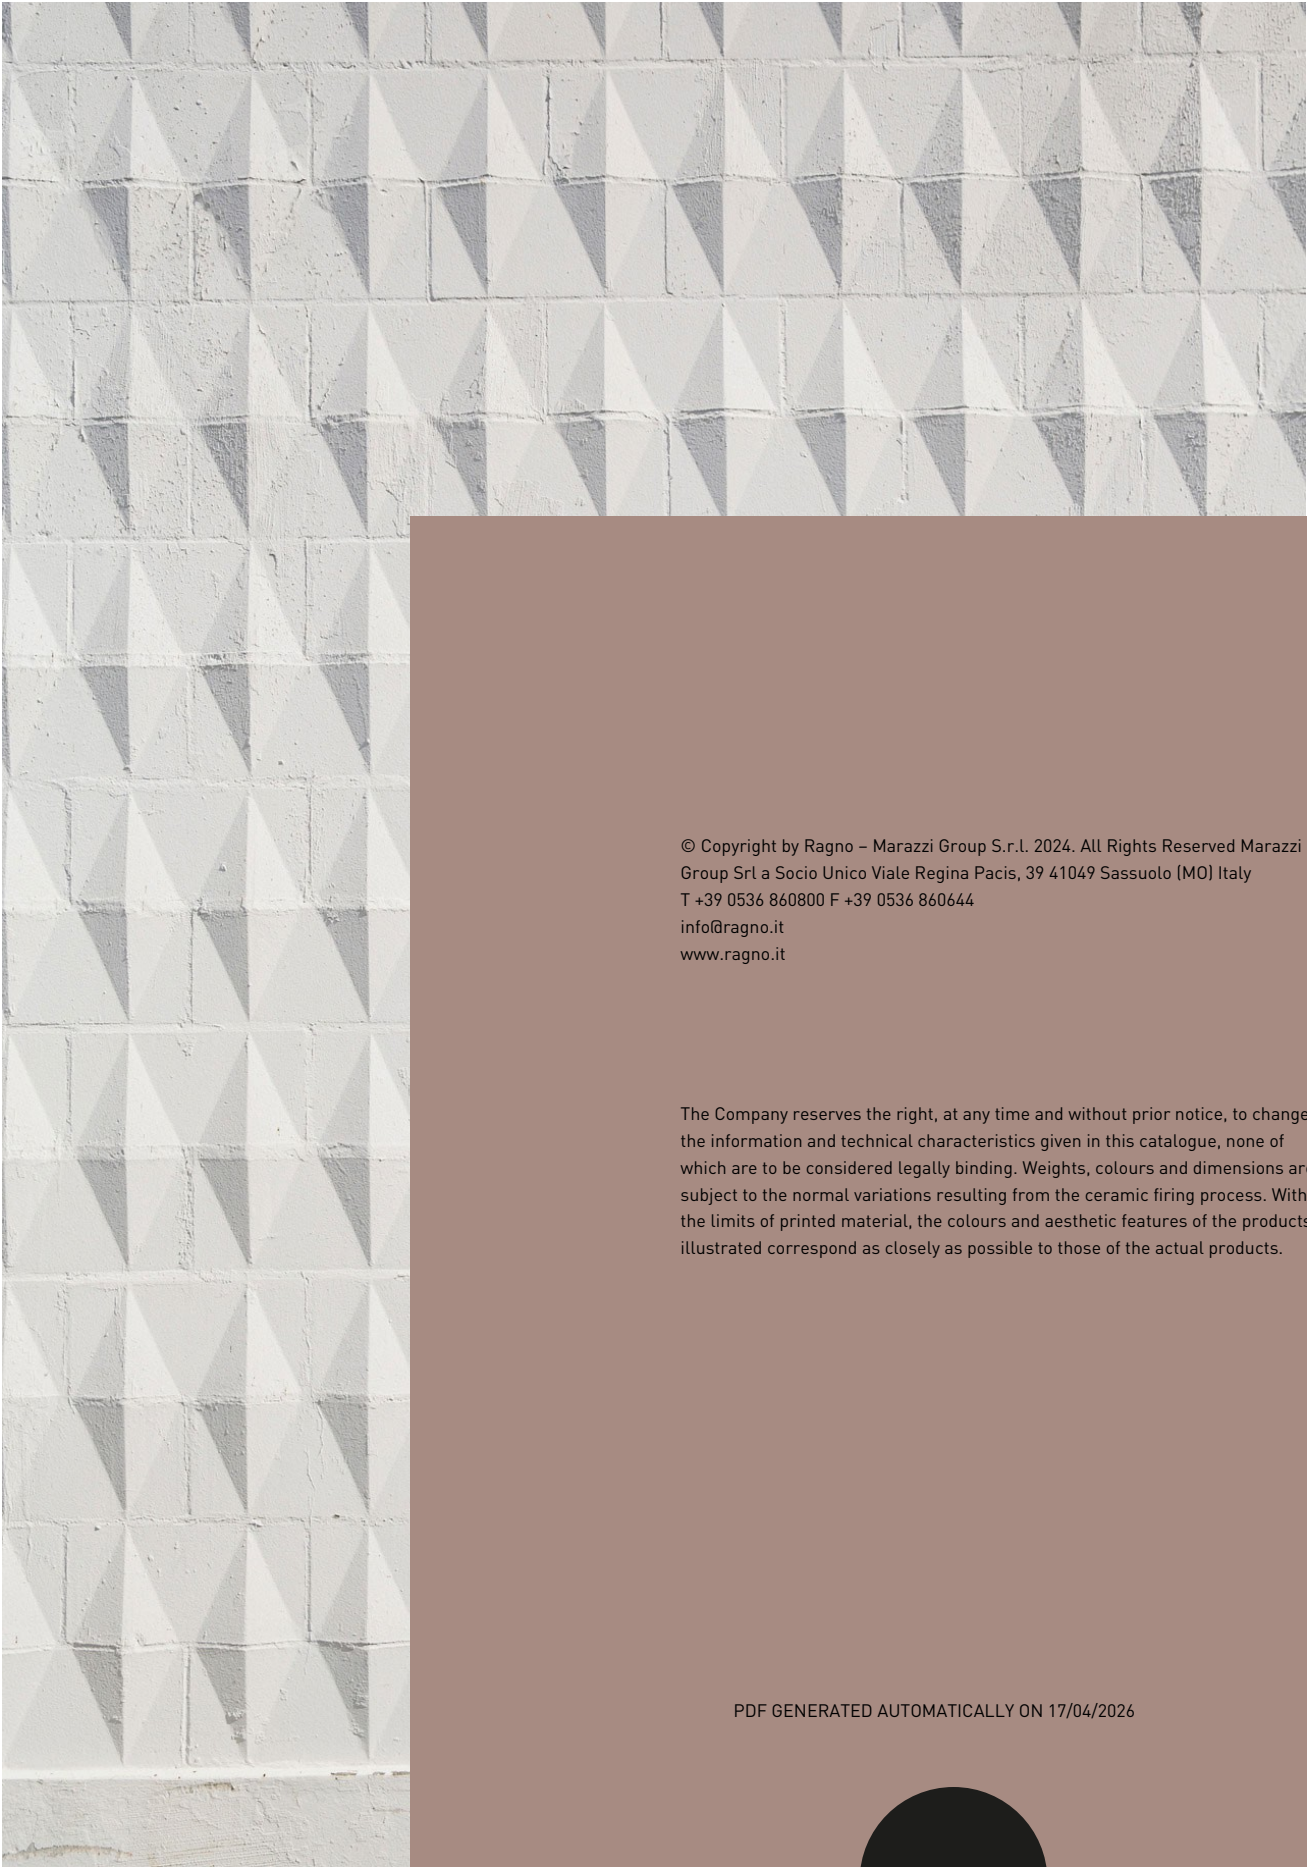 © Copyright by Ragno – Marazzi Group S.r.l. 2024. All Rights Reserved Marazzi
Group Srl a Socio Unico Viale Regina Pacis, 39 41049 Sassuolo (MO) Italy
T +39 0536 860800 F +39 0536 860644
info@ragno.it
www.ragno.it
The Company reserves the right, at any time and without prior notice, to change
the information and technical characteristics given in this catalogue, none of
which are to be considered legally binding. Weights, colours and dimensions are
subject to the normal variations resulting from the ceramic firing process. With
the limits of printed material, the colours and aesthetic features of the products
illustrated correspond as closely as possible to those of the actual products.
PDF GENERATED AUTOMATICALLY ON 17/04/2026